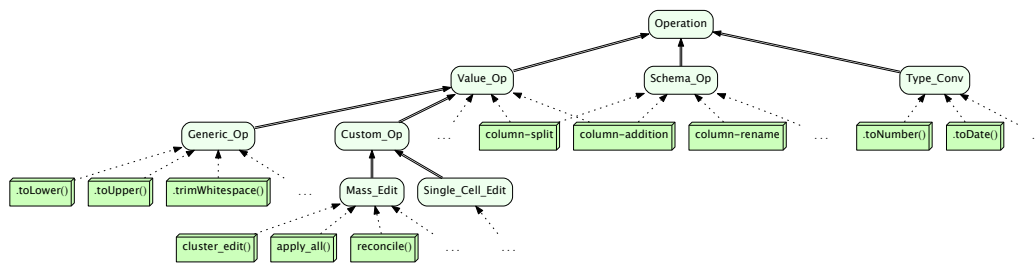 Operation
Value_Op
Schema_Op
Type_Conv
Generic_Op
Custom_Op
...
column-split
column-addition
column-rename
...
.toNumber()
.toDate()
...
.toLower()
.toUpper()
.trimWhitespace()
...
Mass_Edit
Single_Cell_Edit
cluster_edit()
apply_all()
reconcile()
...
...